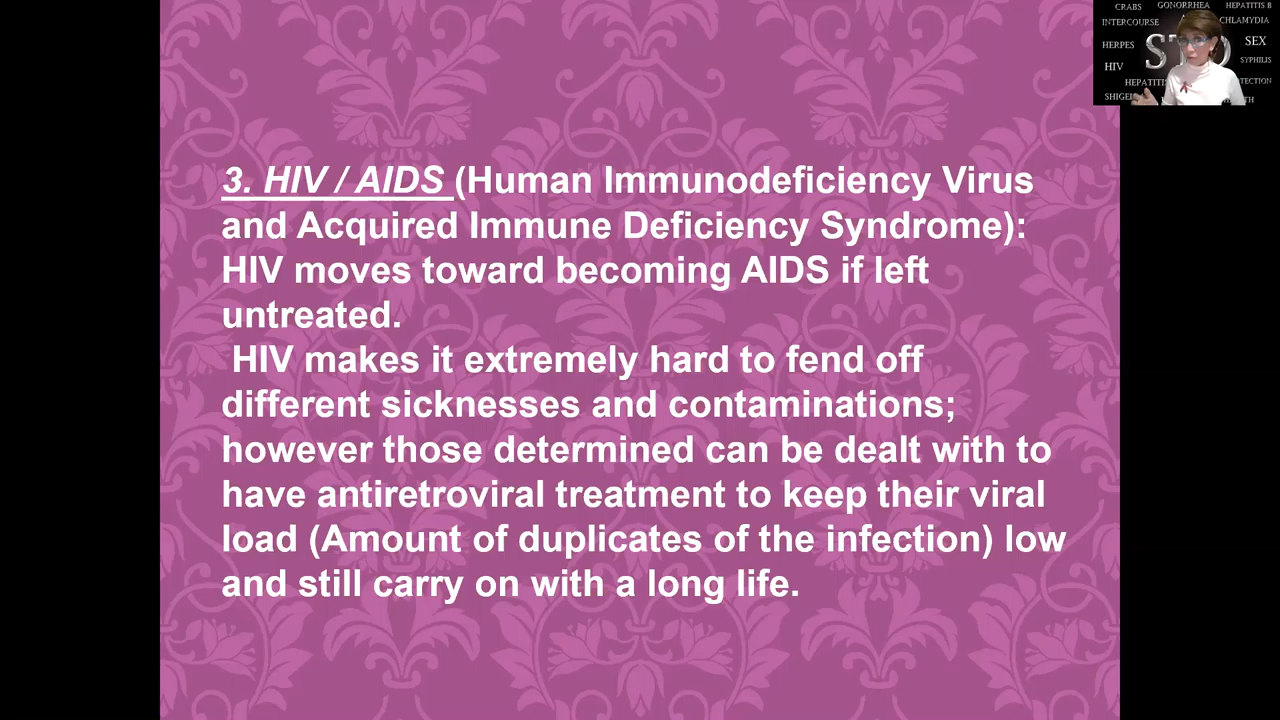 3. HIV / AIDS (Human Immunodeficiency Virus
and Acquired Immune Deficiency Syndrome):
HIV moves toward becoming AIDS if left
untreated.
HIV makes it extremely hard to fend off
different sicknesses and contaminations;
however those determined can be dealt with to
have antiretroviral treatment to keep their viral
load (Amount of duplicates of the infection) low
and still carry on with a long life.
CRABS GONORRHEA HEPATITIS B
INTERCOURSE CHLAMYDIA
HERPES SEX
HIV SYPHILIS